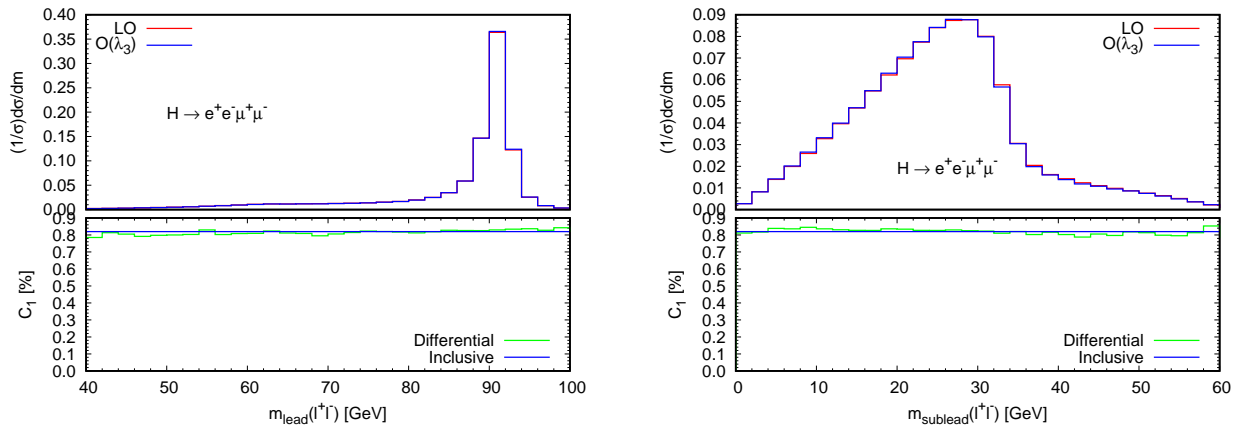 (1/σ)dσ/dm
0.40
0.35
0.30
0.25
0.20
0.15
0.10
0.05
0.00
LO
O(λ₃)
H → e⁺e⁻μ⁺μ⁻
C₁ [%]
0.9
0.8
0.7
0.6
0.5
0.4
0.3
0.2
0.1
0.0
Differential
Inclusive
40 50 60 70 80 90 100
m_lead(l⁺l⁻) [GeV]
(1/σ)dσ/dm
0.09
0.08
0.07
0.06
0.05
0.04
0.03
0.02
0.01
0.00
LO
O(λ₃)
H → e⁺e⁻μ⁺μ⁻
C₁ [%]
0.9
0.8
0.7
0.6
0.5
0.4
0.3
0.2
0.1
0.0
Differential
Inclusive
0 10 20 30 40 50 60
m_sublead(l⁺l⁻) [GeV]